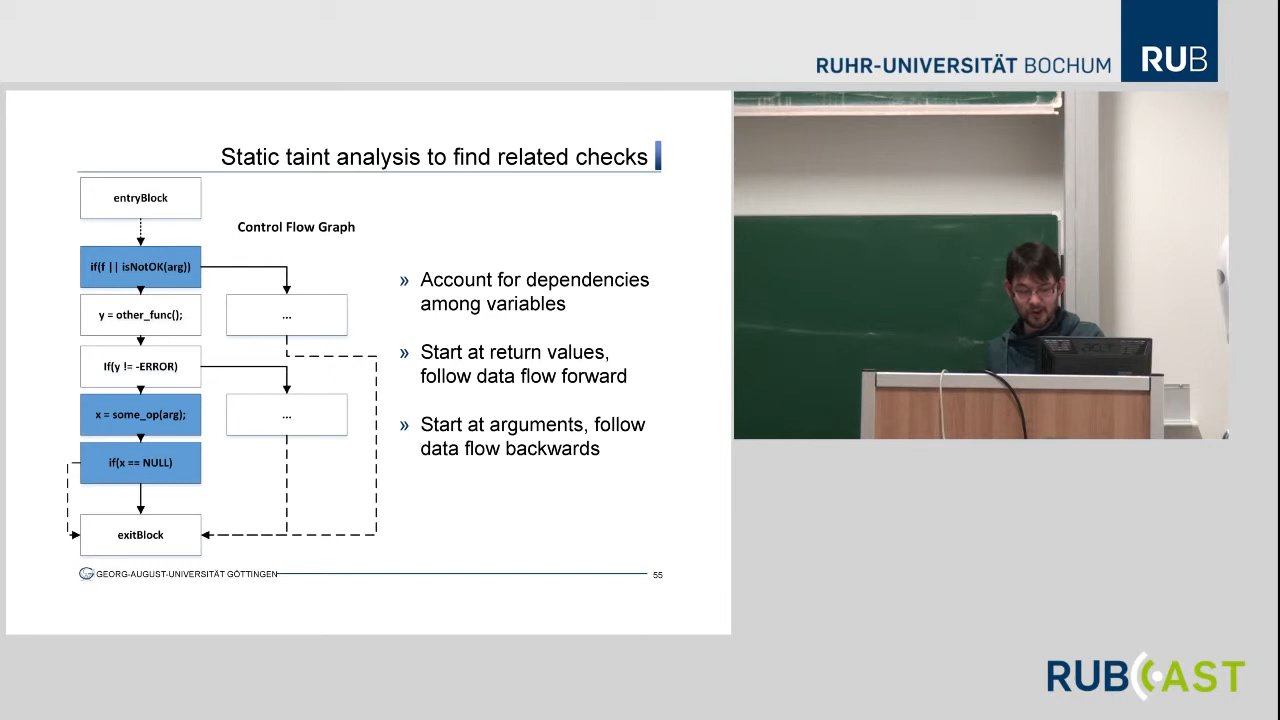 RUHR-UNIVERSITÄT BOCHUM
RUB
Static taint analysis to find related checks
entryBlock
Control Flow Graph
if(f || isNotOK(arg))
y = other_func();
...
If(y != -ERROR)
x = some_op(arg);
...
if(x == NULL)
exitBlock
» Account for dependencies
among variables
» Start at return values,
follow data flow forward
» Start at arguments, follow
data flow backwards
GEORG-AUGUST-UNIVERSITÄT GÖTTINGEN
55
acer
RUBCAST